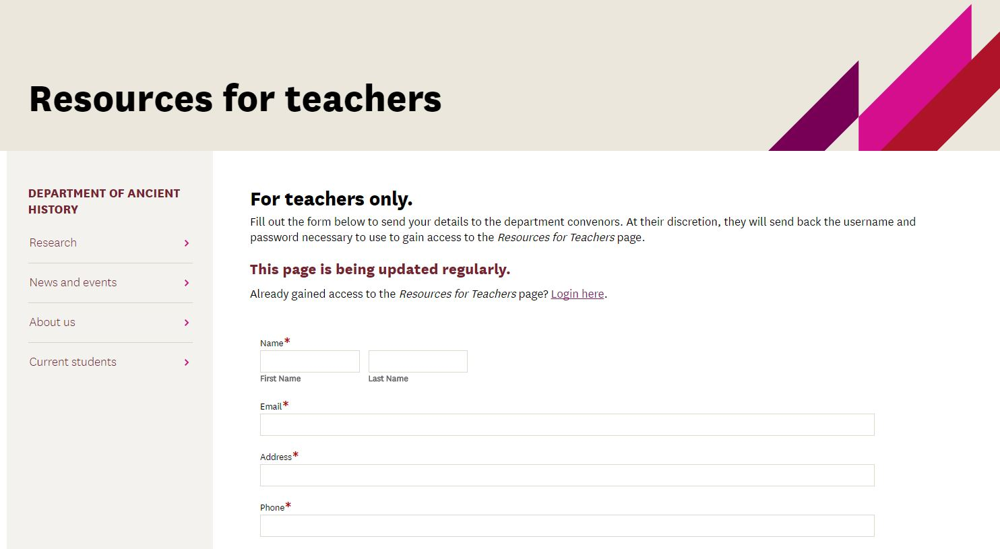 Resources for teachers
DEPARTMENT OF ANCIENT
HISTORY
Research
News and events
About us
Current students
For teachers only.
Fill out the form below to send your details to the department convenors. At their discretion, they will send back the username and
password necessary to use to gain access to the Resources for Teachers page.
This page is being updated regularly.
Already gained access to the Resources for Teachers page? Login here.
Name*
First Name Last Name
Email*
Address*
Phone*